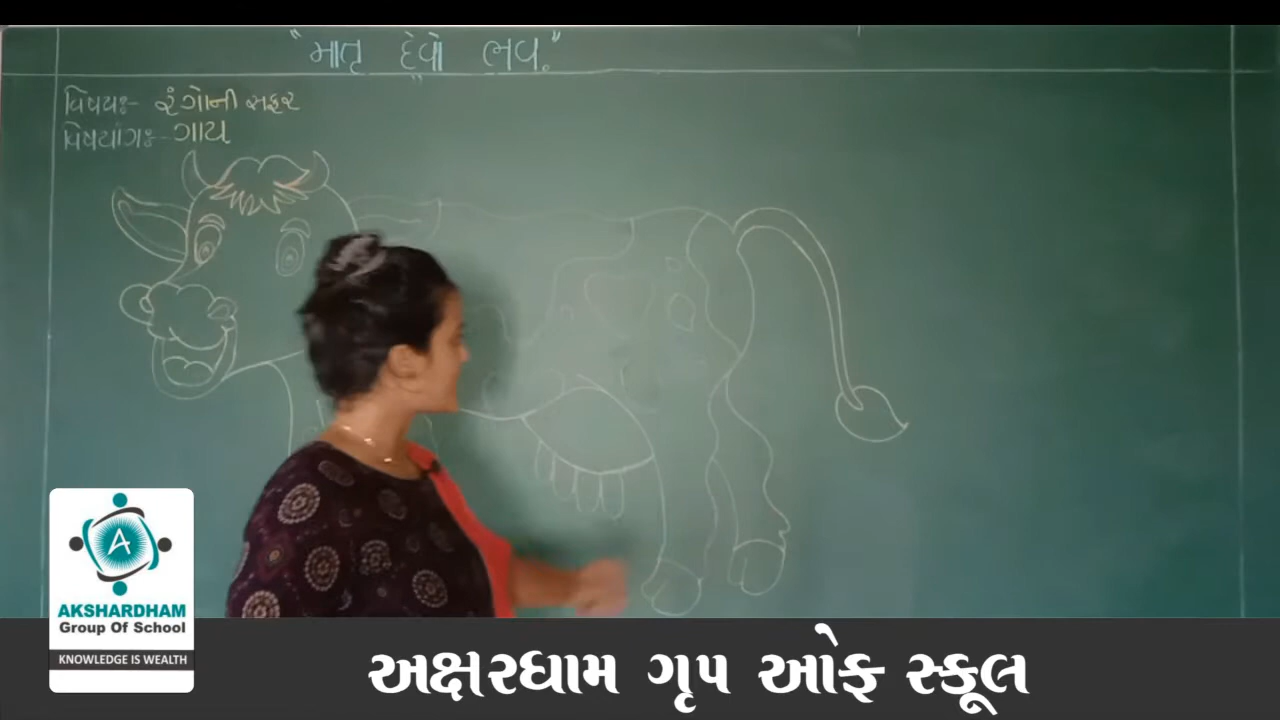 "માતૃ દેવો ભવ."
વિષયઃ- રંગોની સફર
વિષયાંગઃ- ગાય
A
AKSHARDHAM
Group Of School
KNOWLEDGE IS WEALTH
અક્ષરધામ ગૃપ ઓફ સ્કૂલ